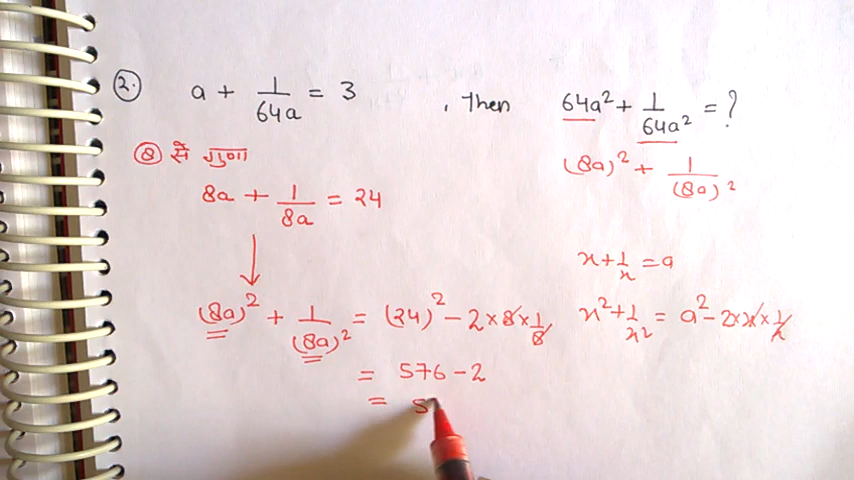 2. a + 1/64a = 3 , Then 64a² + 1/64a² = ?
8 से गुणा
(8a)² + 1/(8a)²
8a + 1/8a = 24
x + 1/x = a
(8a)² + 1/(8a)² = (24)² - 2 × 8 × 1/8
x² + 1/x² = a² - 2 × x × 1/x
= 576 - 2
= 5